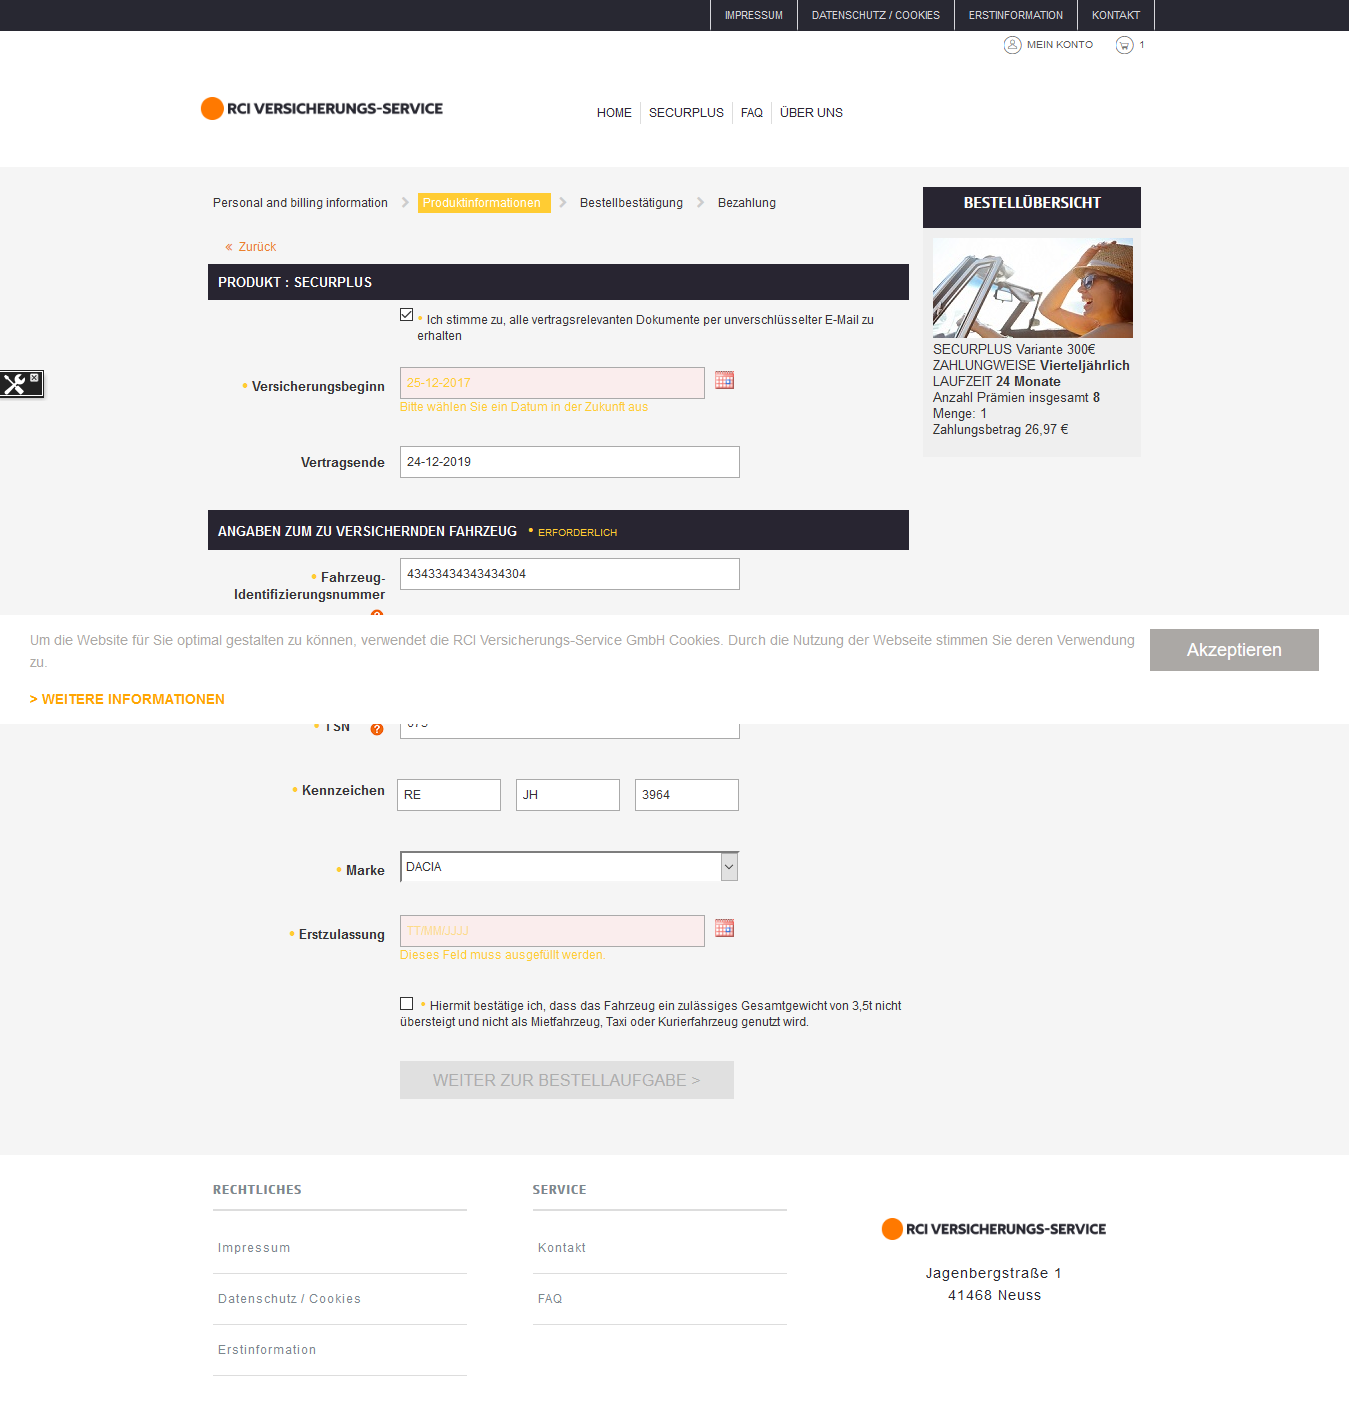 IMPRESSUM
DATENSCHUTZ / COOKIES
ERSTINFORMATION
KONTAKT
MEIN KONTO
1
RCI VERSICHERUNGS-SERVICE
HOME
SECURPLUS
FAQ
ÜBER UNS
Personal and billing information
Produktinformationen
Bestellbestätigung
Bezahlung
« Zurück
PRODUKT : SECURPLUS
• Ich stimme zu, alle vertragsrelevanten Dokumente per unverschlüsselter E-Mail zu
erhalten
• Versicherungsbeginn
25-12-2017
Bitte wählen Sie ein Datum in der Zukunft aus
Vertragsende
24-12-2019
BESTELLÜBERSICHT
SECURPLUS Variante 300€
ZAHLUNGWEISE Vierteljährlich
LAUFZEIT 24 Monate
Anzahl Prämien insgesamt 8
Menge: 1
Zahlungsbetrag 26,97 €
ANGABEN ZUM ZU VERSICHERNDEN FAHRZEUG • ERFORDERLICH
• Fahrzeug-
Identifizierungsnummer
43433434343434304
Um die Website für Sie optimal gestalten zu können, verwendet die RCI Versicherungs-Service GmbH Cookies. Durch die Nutzung der Webseite stimmen Sie deren Verwendung
zu.
Akzeptieren
> WEITERE INFORMATIONEN
• TSN
?
• Kennzeichen
RE
JH
3964
• Marke
DACIA
• Erstzulassung
TT/MM/JJJJ
Dieses Feld muss ausgefüllt werden.
• Hiermit bestätige ich, dass das Fahrzeug ein zulässiges Gesamtgewicht von 3,5t nicht
übersteigt und nicht als Mietfahrzeug, Taxi oder Kurierfahrzeug genutzt wird.
WEITER ZUR BESTELLAUFGABE >
RECHTLICHES
Impressum
Datenschutz / Cookies
Erstinformation
SERVICE
Kontakt
FAQ
RCI VERSICHERUNGS-SERVICE
Jagenbergstraße 1
41468 Neuss